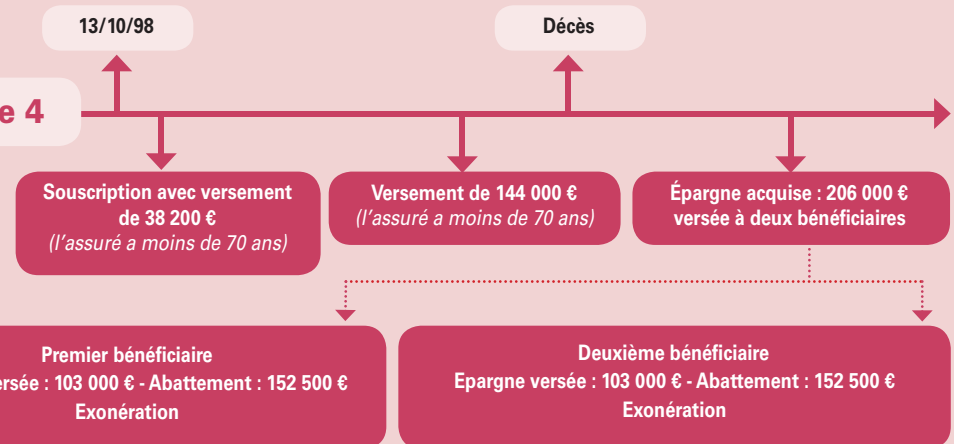 13/10/98
Décès
e 4
Souscription avec versement
de 38 200 €
(l'assuré a moins de 70 ans)
Versement de 144 000 €
(l'assuré a moins de 70 ans)
Épargne acquise : 206 000 €
versée à deux bénéficiaires
Premier bénéficiaire
ersée : 103 000 € - Abattement : 152 500 €
Exonération
Deuxième bénéficiaire
Epargne versée : 103 000 € - Abattement : 152 500 €
Exonération